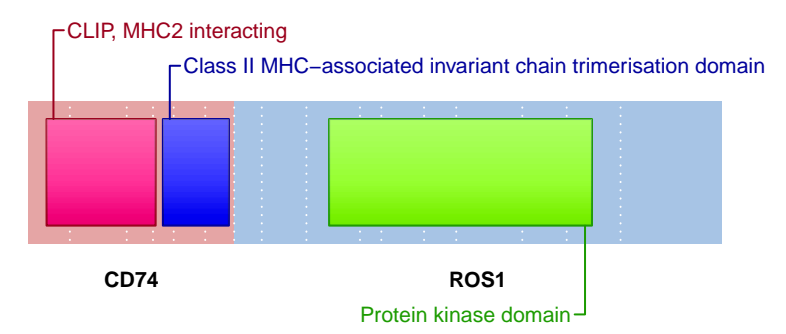 CLIP, MHC2 interacting
Class II MHC−associated invariant chain trimerisation domain
CD74
ROS1
Protein kinase domain